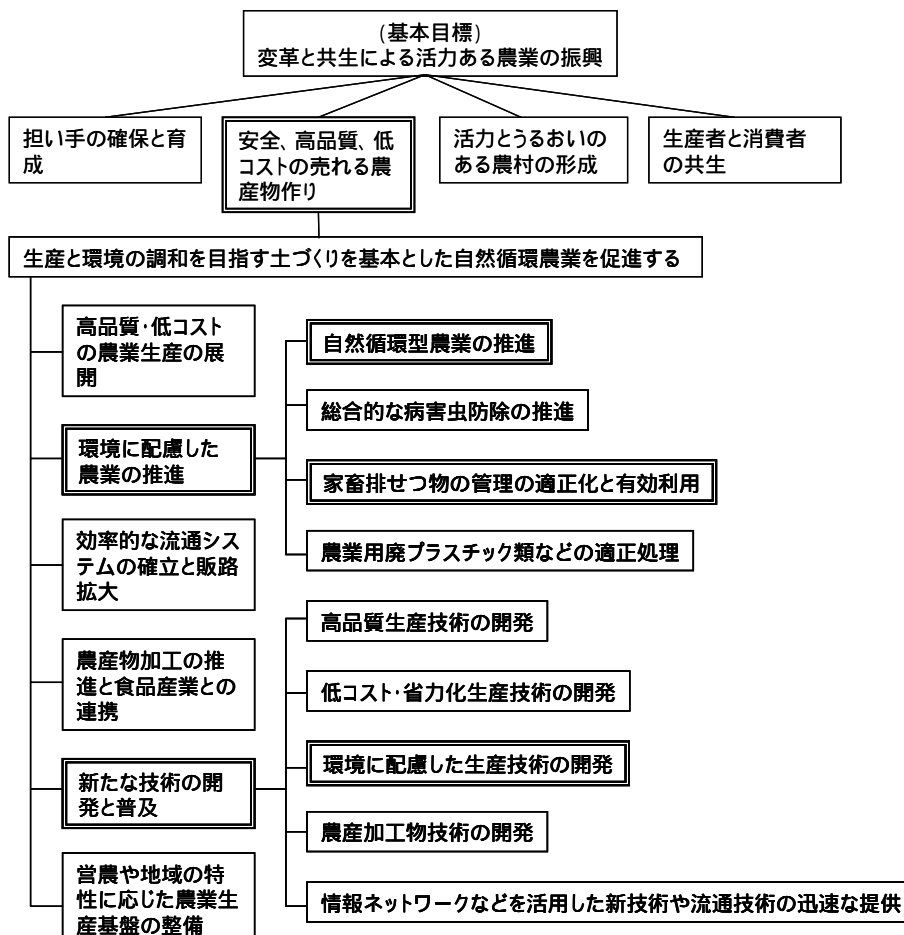 (基本目標)
変革と共生による活力ある農業の振興
担い手の確保と育
成
安全、高品質、低
コストの売れる農
産物作り
活力とうるおいの
ある農村の形成
生産者と消費者
の共生
生産と環境の調和を目指す土づくりを基本とした自然循環農業を促進する
高品質・低コスト
の農業生産の展
開
環境に配慮した
農業の推進
効率的な流通シス
テムの確立と販路
拡大
農産物加工の推
進と食品産業との
連携
新たな技術の開
発と普及
営農や地域の特
性に応じた農業生
産基盤の整備
自然循環型農業の推進
総合的な病害虫防除の推進
家畜排せつ物の管理の適正化と有効利用
農業用廃プラスチック類などの適正処理
高品質生産技術の開発
低コスト・省力化生産技術の開発
環境に配慮した生産技術の開発
農産加工物技術の開発
情報ネットワークなどを活用した新技術や流通技術の迅速な提供